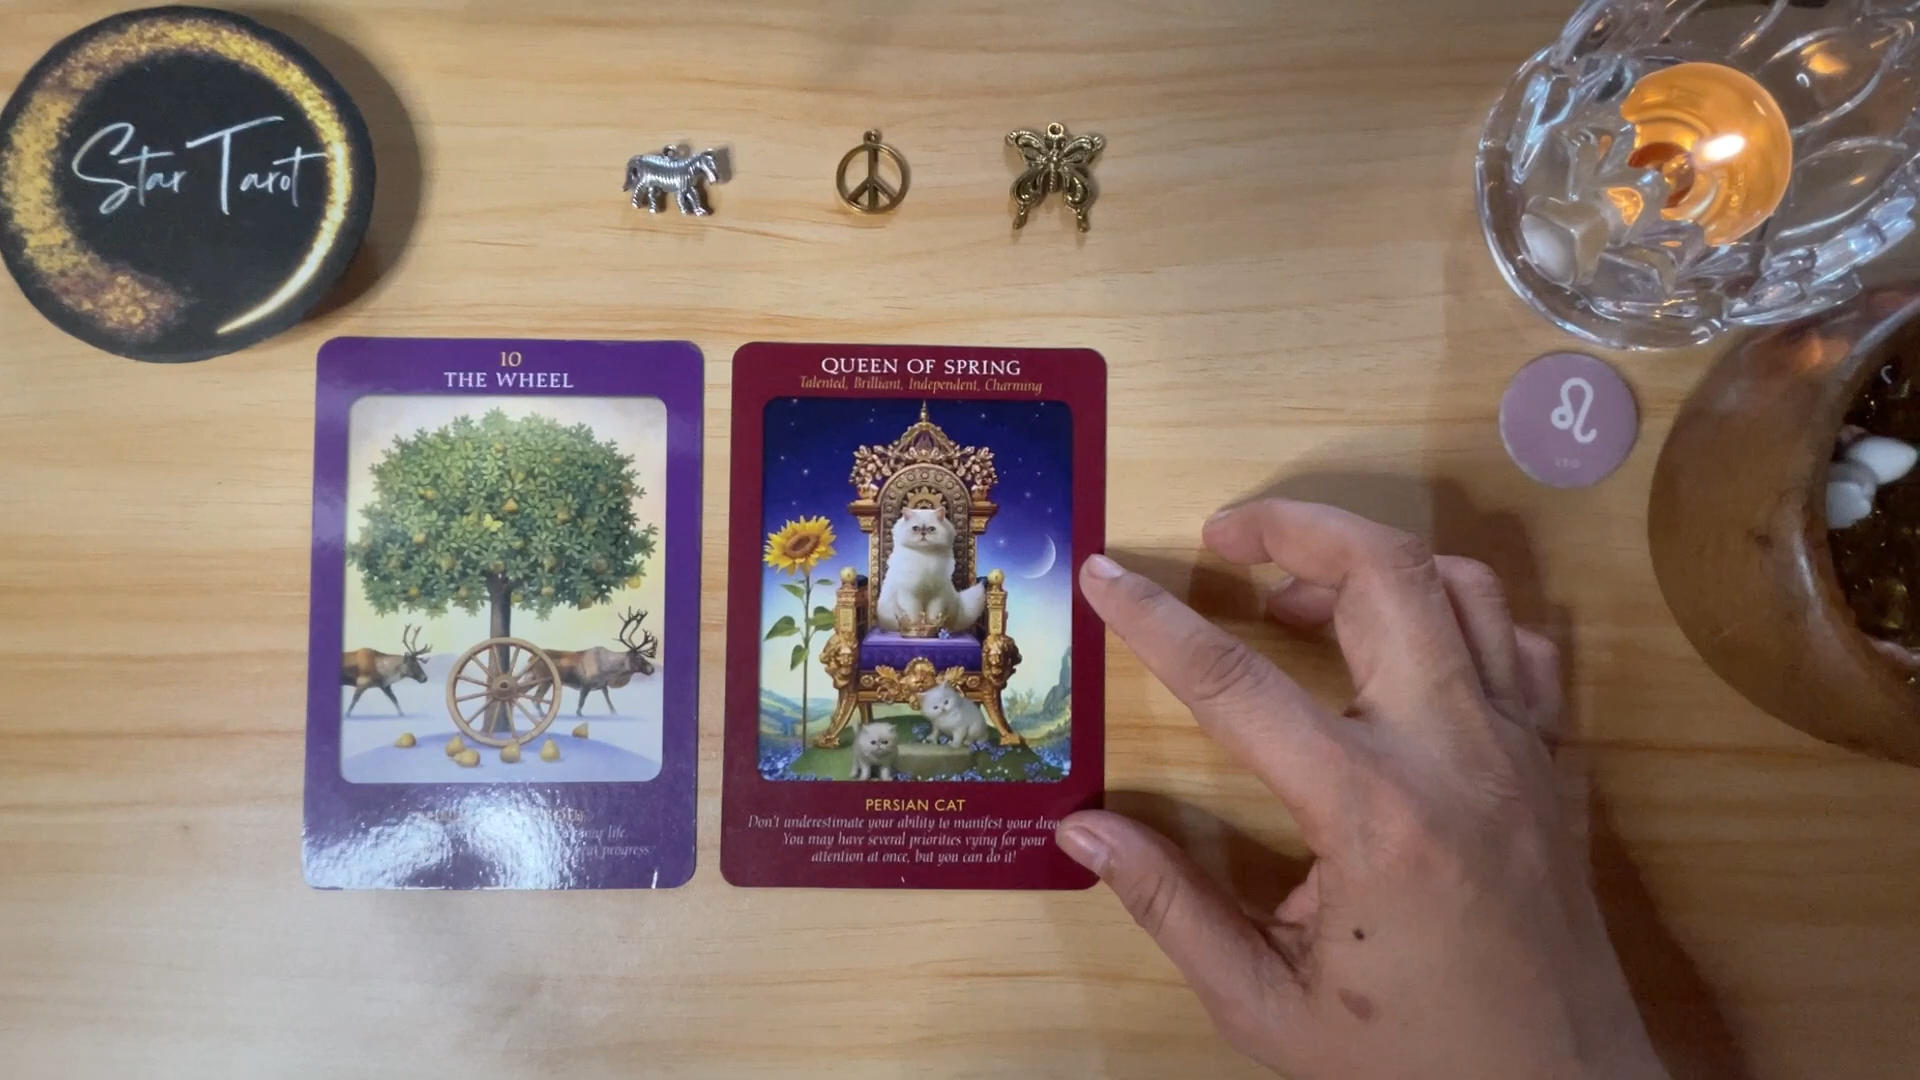 Star Tarot
10
THE WHEEL
life.
progress.
QUEEN OF SPRING
Talented, Brilliant, Independent, Charming
PERSIAN CAT
Don't underestimate your ability to manifest your
You may have several priorities vying for your
attention at once, but you can do it!
LEO